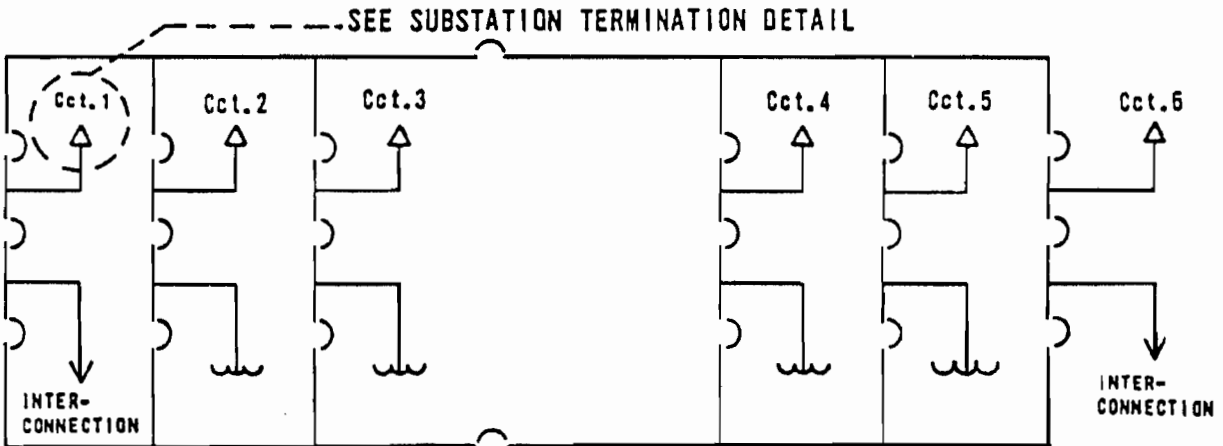 SEE SUBSTATION TERMINATION DETAIL
Cct.1
Cct.2
Cct.3
Cct.4
Cct.5
Cct.6
INTER-
CONNECTION
INTER-
CONNECTION